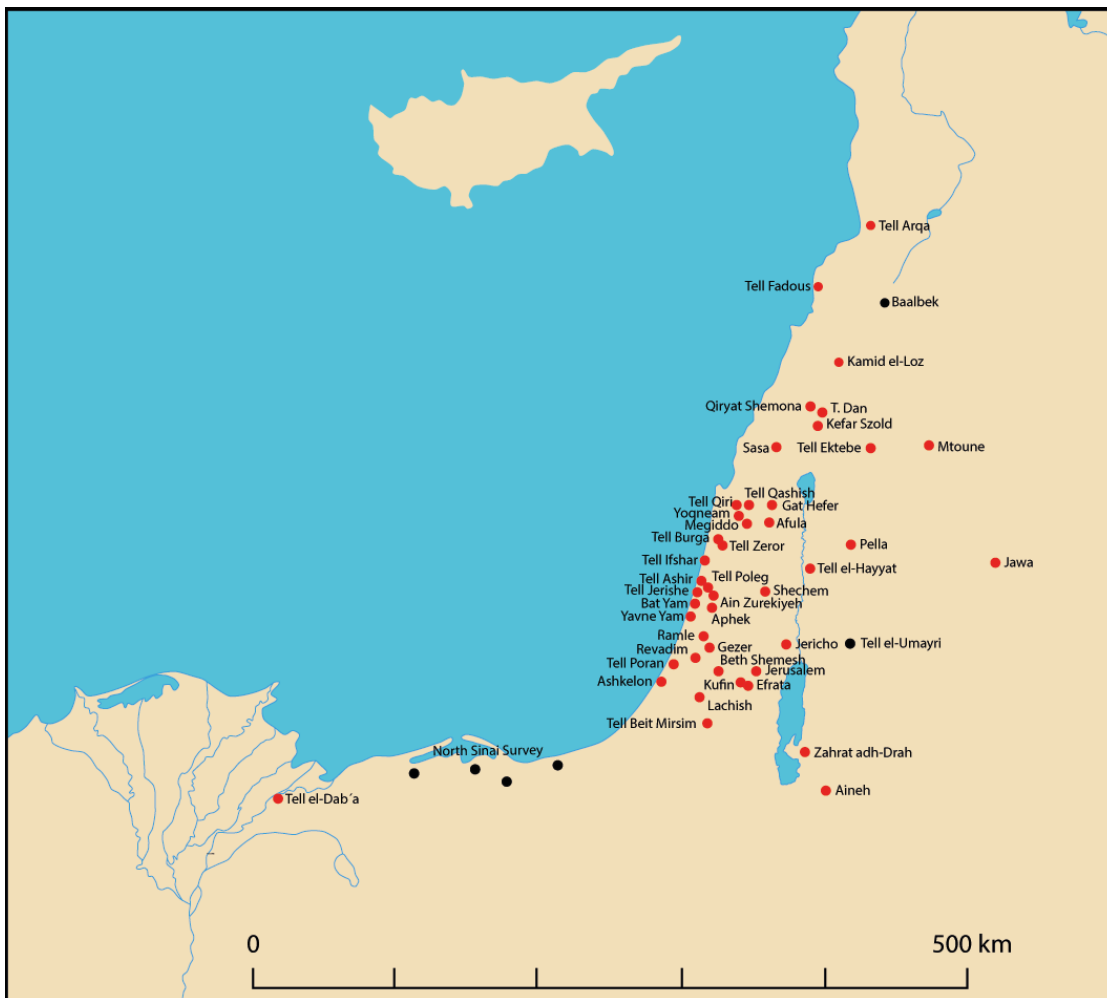 Tell Arqa
Tell Fadous
Baalbek
Kamid el-Loz
Qiryat Shemona
T. Dan
Kefar Szold
Sasa
Tell Ektebe
Mtoune
Tell Qiri
Tell Qashish
Gat Hefer
Yoqneam
Megiddo
Afula
Tell Burga
Tell Zeror
Pella
Tell Ifshar
Tell el-Hayyat
Jawa
Tell Ashir
Tell Poleg
Tell Jerishe
Shechem
Bat Yam
Ain Zurekiyeh
Yavne Yam
Aphek
Ramle
Gezer
Jericho
Tell el-Umayri
Revadim
Tell Poran
Beth Shemesh
Jerusalem
Ashkelon
Kufin
Efrata
Lachish
Tell Beit Mirsim
North Sinai Survey
Zahrat adh-Drah
Tell el-Dab´a
Aineh
0
500 km